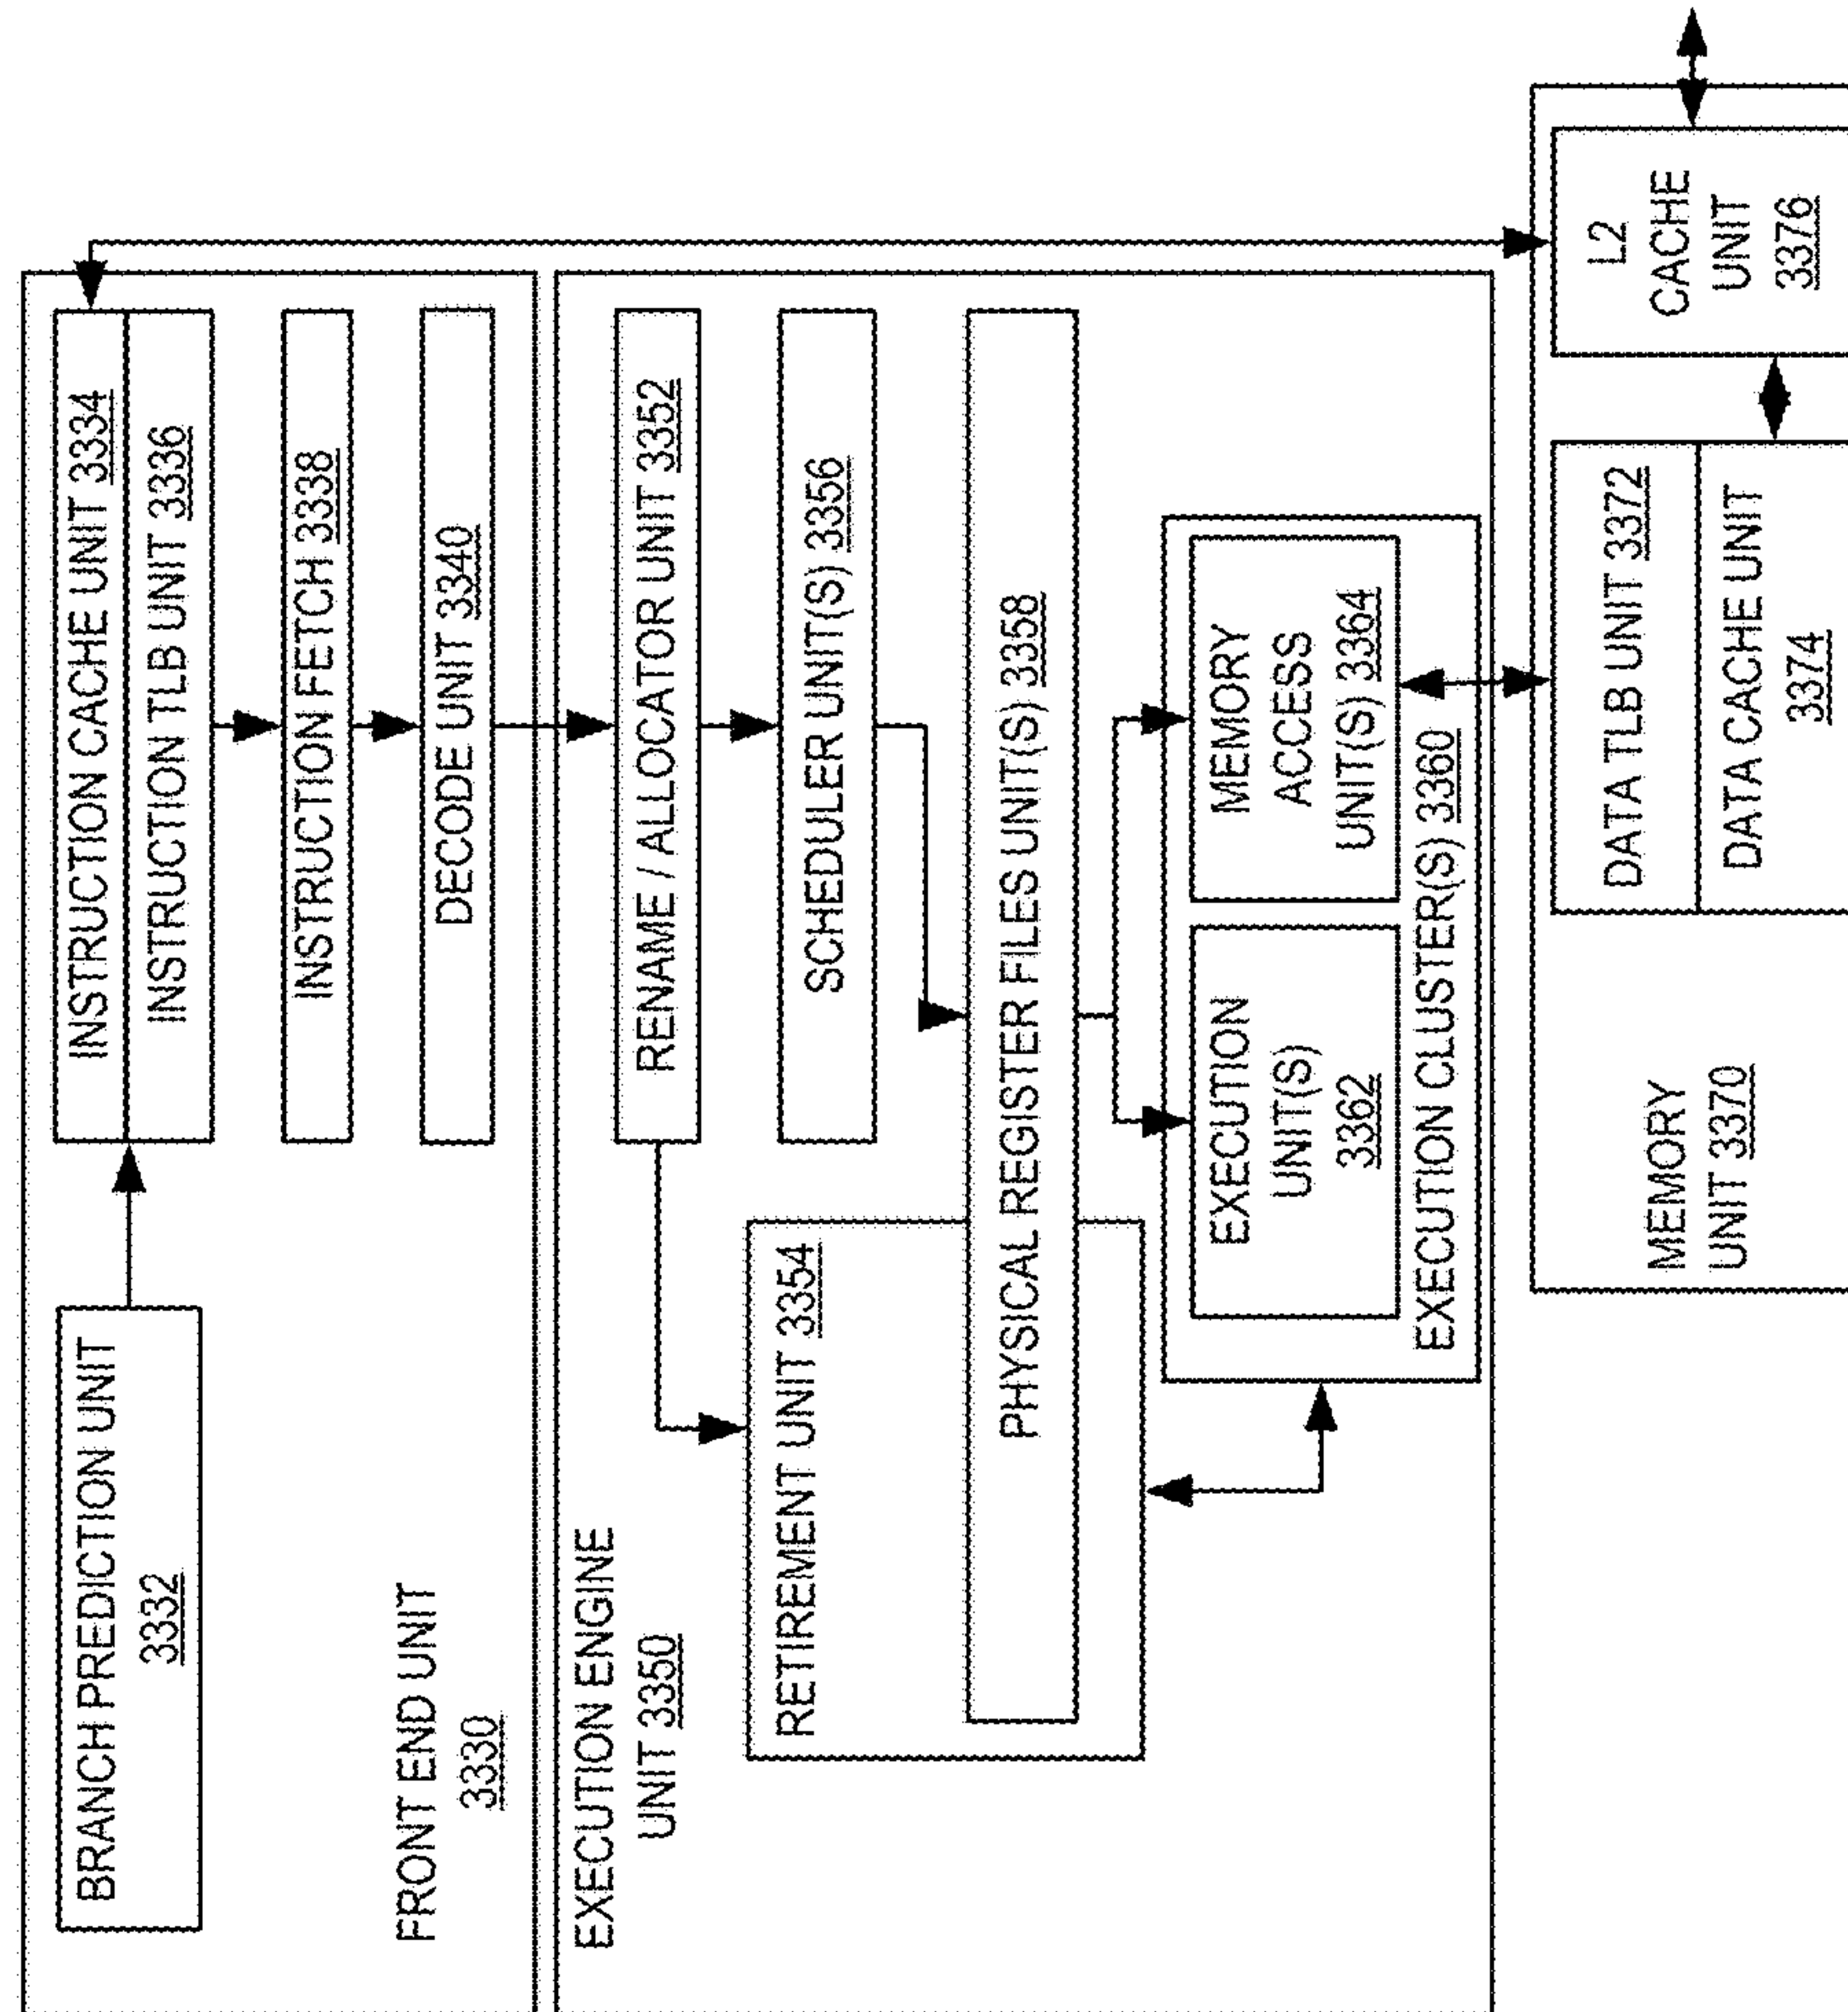 BRANCH PREDICTION UNIT
3332
INSTRUCTION CACHE UNIT 3334
INSTRUCTION TLB UNIT 3336
INSTRUCTION FETCH 3338
DECODE UNIT 3340
FRONT END UNIT
3330
EXECUTION ENGINE
UNIT 3350
RENAME / ALLOCATOR UNIT 3352
RETIREMENT UNIT 3354
SCHEDULER UNIT(S) 3356
PHYSICAL REGISTER FILES UNIT(S) 3358
EXECUTION
UNIT(S)
3362
MEMORY
ACCESS
UNIT(S) 3364
EXECUTION CLUSTER(S) 3360
MEMORY
UNIT 3370
DATA TLB UNIT 3372
DATA CACHE UNIT
3374
L2
CACHE
UNIT
3376